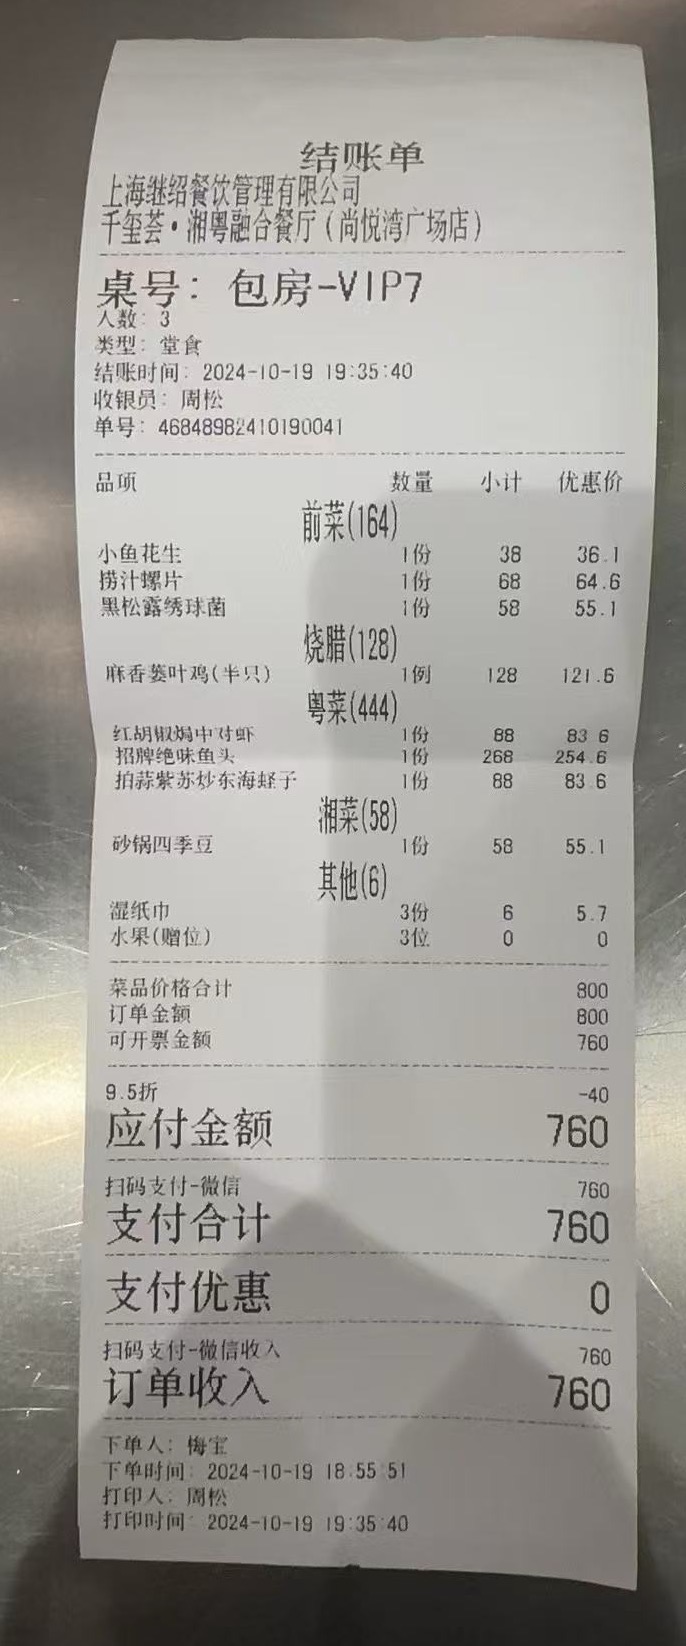 结账单
上海继绍餐饮管理有限公司
千玺荟·湘粤融合餐厅(尚悦湾广场店)
桌号: 包房-VIP7
人数: 3
类型: 堂食
结账时间: 2024-10-19 19:35:40
收银员: 周松
单号: 46848982410190041
品项 数量 小计 优惠价
前菜(164)
小鱼花生 1份 38 36.1
捞汁螺片 1份 68 64.6
黑松露绣球菌 1份 58 55.1
烧腊(128)
麻香蒌叶鸡(半只) 1例 128 121.6
粤菜(444)
红胡椒焗中对虾 1份 88 83.6
招牌绝味鱼头 1份 268 254.6
拍蒜紫苏炒东海蛏子 1份 88 83.6
湘菜(58)
砂锅四季豆 1份 58 55.1
其他(6)
湿纸巾 3份 6 5.7
水果(赠位) 3位 0 0
菜品价格合计 800
订单金额 800
可开票金额 760
9.5折 -40
应付金额 760
扫码支付-微信 760
支付合计 760
支付优惠 0
扫码支付-微信收入 760
订单收入 760
下单人: 梅宝
下单时间: 2024-10-19 18:55:51
打印人: 周松
打印时间: 2024-10-19 19:35:40